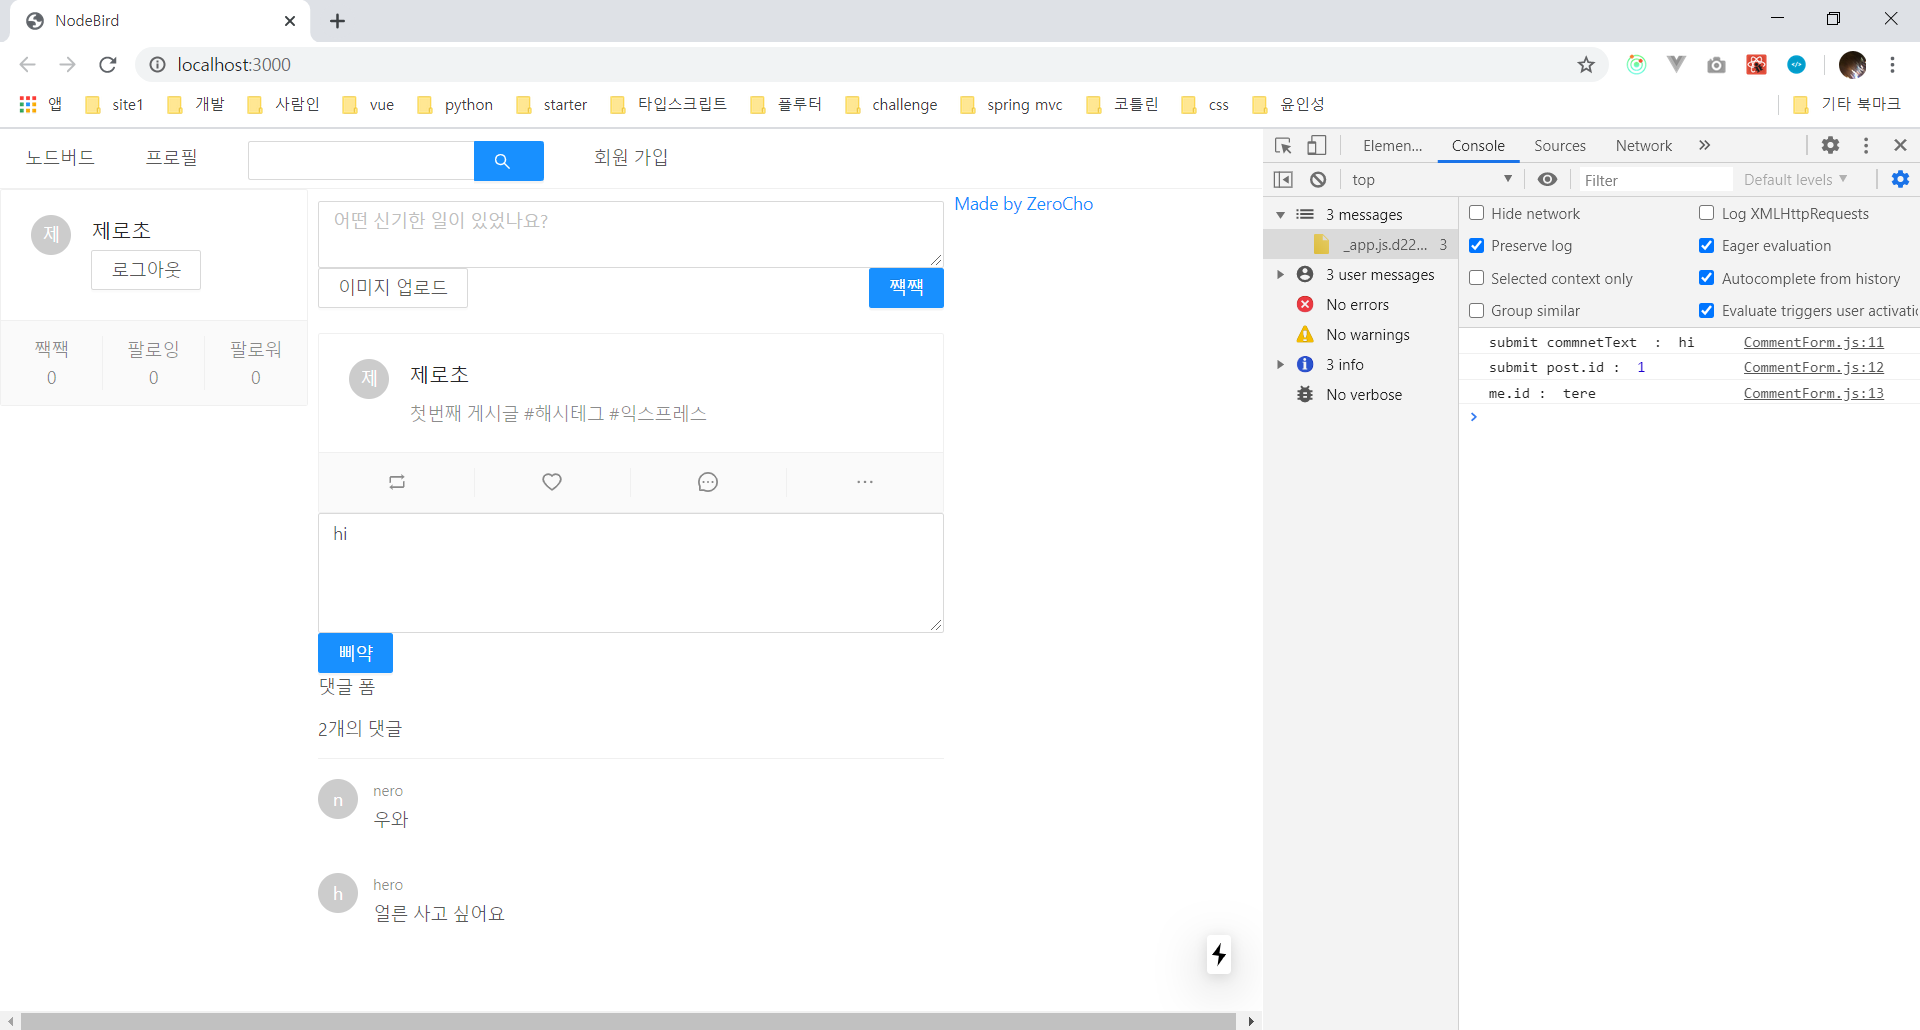 NodeBird
localhost:3000
앱 site1 개발 사람인 vue python starter 타입스크립트 플루터 challenge spring mvc 코틀린 css 윤인성 기타 북마크
노드버드 프로필 회원 가입
제 제로초
로그아웃
짹짹 팔로잉 팔로워
0 0 0
어떤 신기한 일이 있었나요?
이미지 업로드 짹짹
제 제로초
첫번째 게시글 #해시태그 #익스프레스
hi
삐약
댓글 폼
2개의 댓글
n nero
우와
h hero
얼른 사고 싶어요
Made by ZeroCho
Elemen... Console Sources Network »
top Filter Default levels
3 messages
_app.js.d22... 3
3 user messages
No errors
No warnings
3 info
No verbose
Hide network Log XMLHttpRequests
Preserve log Eager evaluation
Selected context only Autocomplete from history
Group similar Evaluate triggers user activati
submit commnetText : hi CommentForm.js:11
submit post.id : 1 CommentForm.js:12
me.id : tere CommentForm.js:13